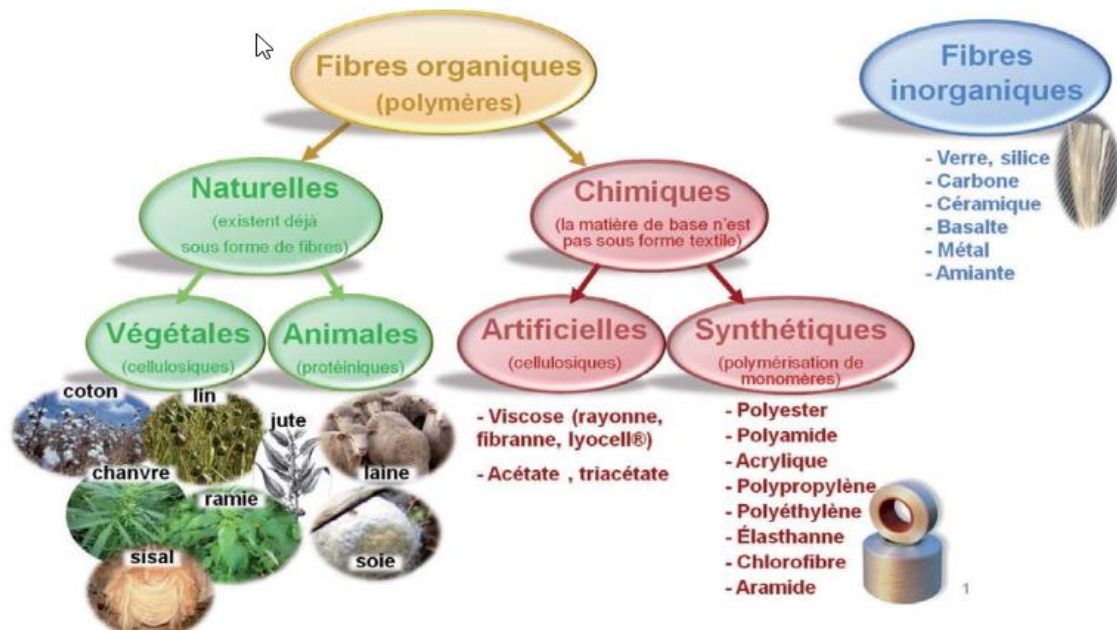 Fibres organiques
(polymères)
Fibres
inorganiques
- Verre, silice
- Carbone
- Céramique
- Basalte
- Métal
- Amiante
Naturelles
(existent déjà
sous forme de fibres)
Chimiques
(la matière de base n'est
pas sous forme textile)
Végétales
(cellulosiques)
Animales
(protéiniques)
Artificielles
(cellulosiques)
Synthétiques
(polymérisation de
monomères)
coton
lin
jute
chanvre
ramie
laine
sisal
soie
- Viscose (rayonne,
fibranne, lyocell®)
- Acétate , triacétate
- Polyester
- Polyamide
- Acrylique
- Polypropylène
- Polyéthylène
- Élasthanne
- Chlorofibre
- Aramide
1